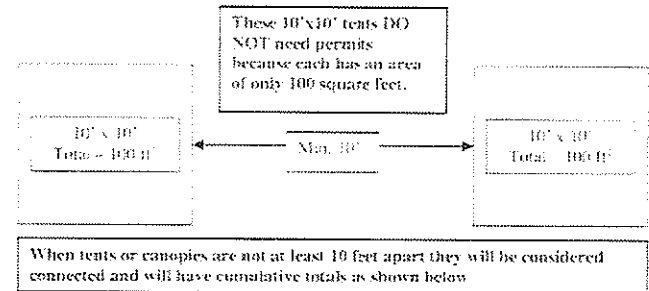 These 10'x10' tents DO
NOT need permits
because each has an area
of only 100 square feet.
10' x 10'
Total = 100 ft²
Min. 10'
10' x 10'
Total = 100 ft²
When tents or canopies are not at least 10 feet apart they will be considered
connected and will have cumulative totals as shown below